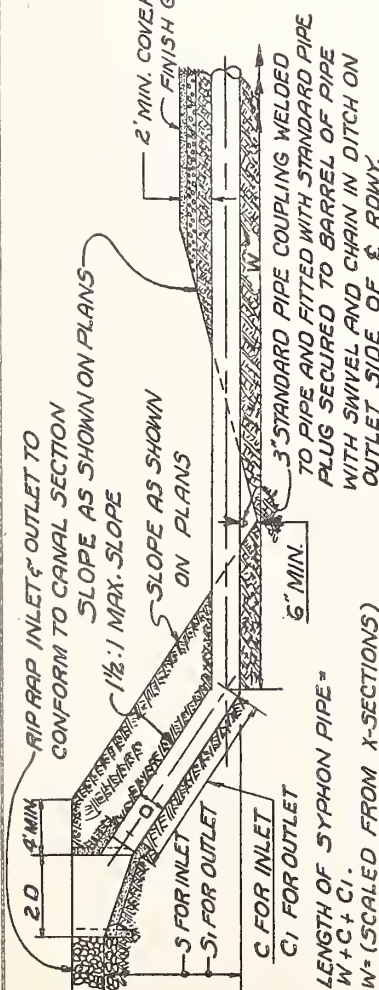 RIP RAP INLET & OUTLET TO
CONFORM TO CANAL SECTION
SLOPE AS SHOWN ON PLANS
1½:1 MAX. SLOPE
SLOPE AS SHOWN
ON PLANS
2' MIN. COVER
FINISH G
2D
4' MIN.
D
W
S FOR INLET
S₁ FOR OUTLET
C FOR INLET
C₁ FOR OUTLET
6" MIN.
3" STANDARD PIPE COUPLING WELDED
TO PIPE AND FITTED WITH STANDARD PIPE
PLUG SECURED TO BARREL OF PIPE
WITH SWIVEL AND CHAIN IN DITCH ON
OUTLET SIDE OF ℄ RDWY.
LENGTH OF SYPHON PIPE =
W + C + C₁.
W = (SCALED FROM X-SECTIONS)